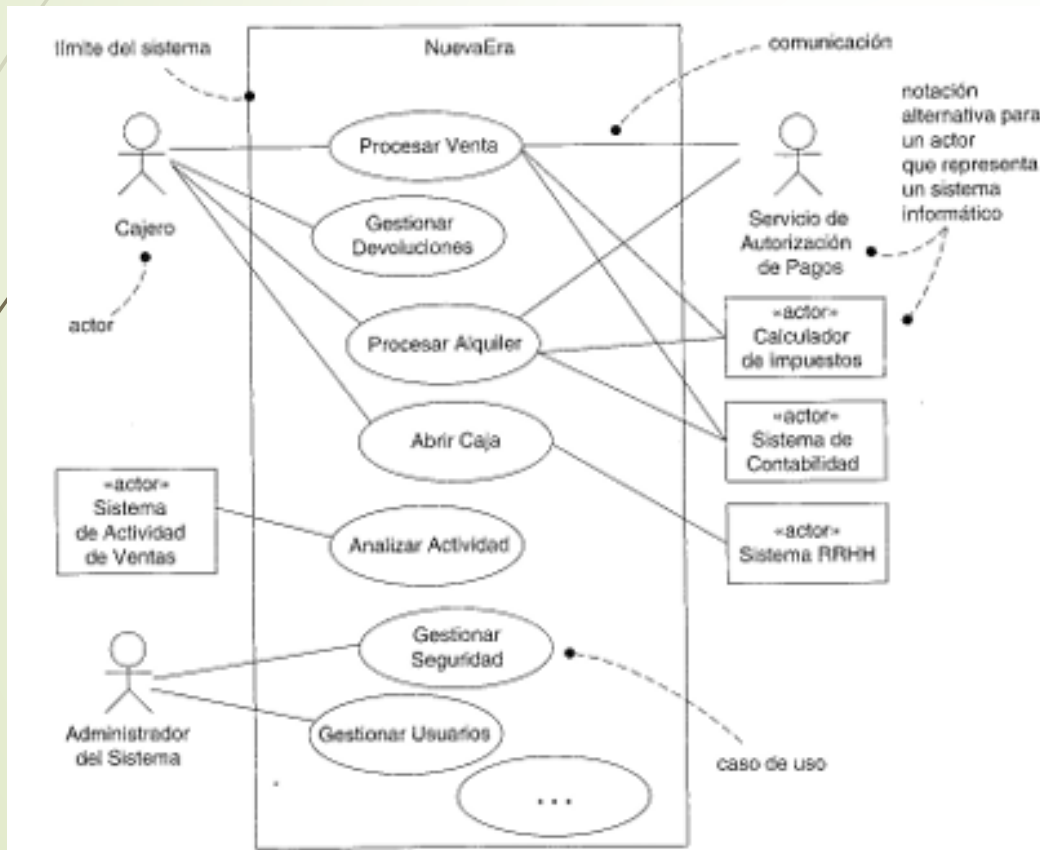 límite del sistema
NuevaEra
comunicación
notación
alternativa para
un actor
que representa
un sistema
informático
Procesar Venta
Cajero
Gestionar
Devoluciones
Servicio de
Autorización
de Pagos
actor
Procesar Alquiler
«actor»
Calculador
de impuestos
Abrir Caja
«actor»
Sistema de
Contabilidad
«actor»
Sistema
de Actividad
de Ventas
Analizar Actividad
«actor»
Sistema RRHH
Gestionar
Seguridad
Administrador
del Sistema
Gestionar Usuarios
caso de uso
...